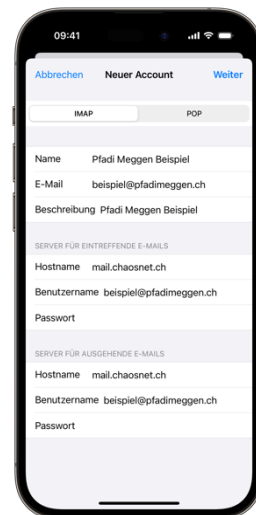 09:41
Abbrechen Neuer Account Weiter
IMAP POP
Name Pfadi Meggen Beispiel
E-Mail beispiel@pfadimeggen.ch
Beschreibung Pfadi Meggen Beispiel
SERVER FÜR EINTREFFENDE E-MAILS
Hostname mail.chaosnet.ch
Benutzername beispiel@pfadimeggen.ch
Passwort
SERVER FÜR AUSGEHENDE E-MAILS
Hostname mail.chaosnet.ch
Benutzername beispiel@pfadimeggen.ch
Passwort